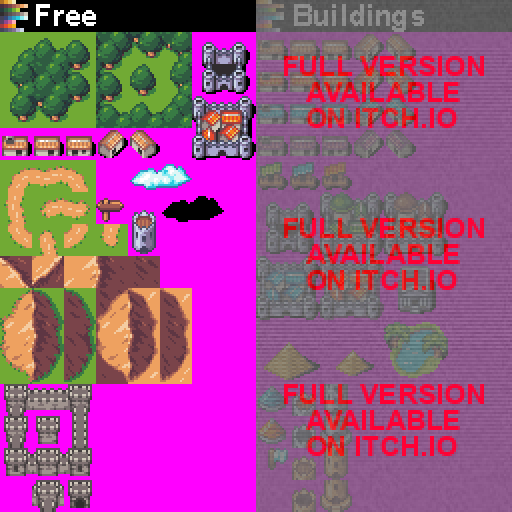 Free
Buildings
FULL VERSION
AVAILABLE
ON ITCH.IO
FULL VERSION
AVAILABLE
ON ITCH.IO
FULL VERSION
AVAILABLE
ON ITCH.IO